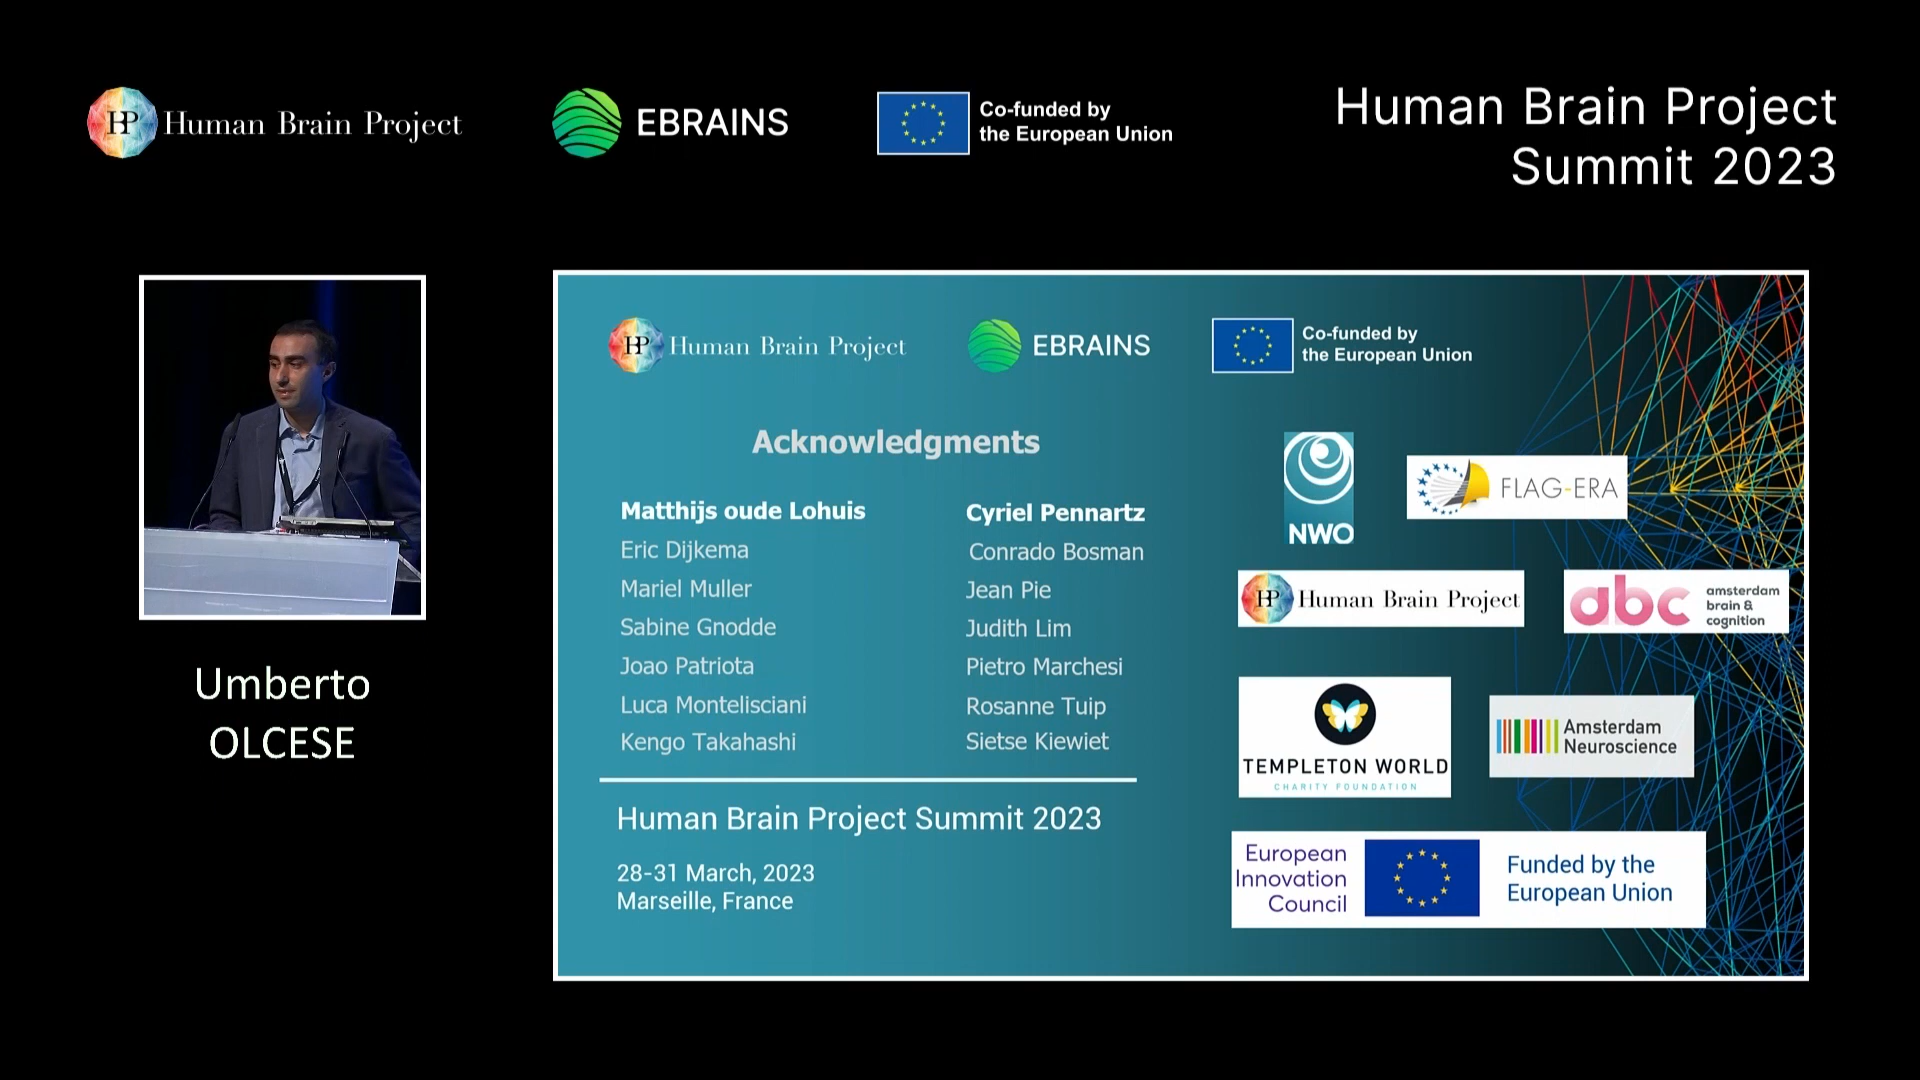 HP Human Brain Project
EBRAINS
Co-funded by
the European Union
Human Brain Project
Summit 2023
Umberto
OLCESE
HP Human Brain Project
EBRAINS
Co-funded by
the European Union
Acknowledgments
Matthijs oude Lohuis
Eric Dijkema
Mariel Muller
Sabine Gnodde
Joao Patriota
Luca Montelisciani
Kengo Takahashi
Cyriel Pennartz
Conrado Bosman
Jean Pie
Judith Lim
Pietro Marchesi
Rosanne Tuip
Sietse Kiewiet
Human Brain Project Summit 2023
28-31 March, 2023
Marseille, France
NWO
FLAG-ERA
HP Human Brain Project
abc
amsterdam
brain &
cognition
TEMPLETON WORLD
CHARITY FOUNDATION
Amsterdam
Neuroscience
European
Innovation
Council
Funded by the
European Union